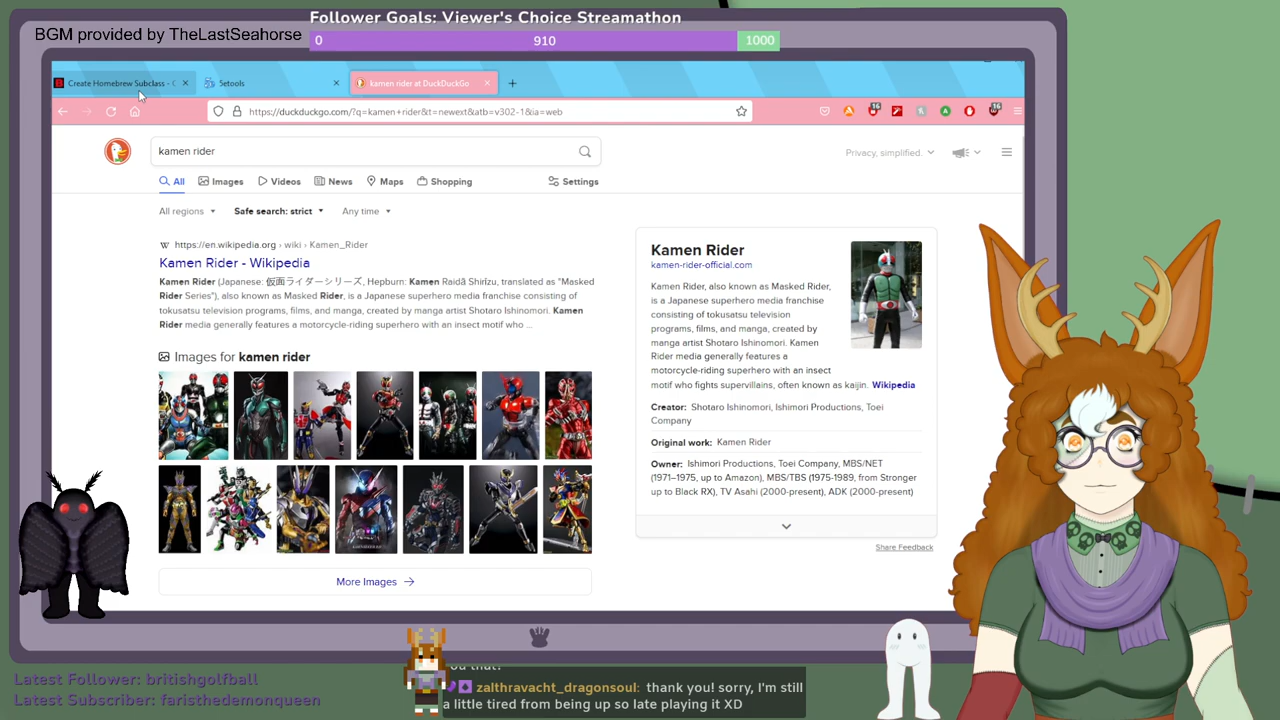 Follower Goals: Viewer's Choice Streamathon
BGM provided by TheLastSeahorse
0 910 1000
Create Homebrew Subclass - Setools kamen rider at DuckDuckGo
https://duckduckgo.com/?q=kamen+rider&t=newext&atb=v302-1&ia=web
16 16
kamen rider
Privacy, simplified.
All Images Videos News Maps Shopping Settings
All regions Safe search: strict Any time
W https://en.wikipedia.org › wiki › Kamen_Rider
Kamen Rider - Wikipedia
Kamen Rider (Japanese: 仮面ライダーシリーズ, Hepburn: Kamen Raidā Shirīzu, translated as "Masked
Rider Series"), also known as Masked Rider, is a Japanese superhero media franchise consisting of
tokusatsu television programs, films, and manga, created by manga artist Shotaro Ishinomori. Kamen
Rider media generally features a motorcycle-riding superhero with an insect motif who ...
Images for kamen rider
More Images
Kamen Rider
kamen-rider-official.com
Kamen Rider, also known as Masked Rider,
is a Japanese superhero media franchise
consisting of tokusatsu television
programs, films, and manga, created by
manga artist Shotaro Ishinomori. Kamen
Rider media generally features a
motorcycle-riding superhero with an insect
motif who fights supervillains, often known as kaijin. Wikipedia
Creator: Shotaro Ishinomori, Ishimori Productions, Toei
Company
Original work: Kamen Rider
Owner: Ishimori Productions, Toei Company, MBS/NET
(1971–1975, up to Amazon), MBS/TBS (1975-1989, from Stronger
up to Black RX), TV Asahi (2000-present), ADK (2000-present)
Share Feedback
Latest Follower: britishgolfball
Latest Subscriber: faristhedemonqueen
you that?
zalthravacht_dragonsoul: thank you! sorry, I'm still
a little tired from being up so late playing it XD